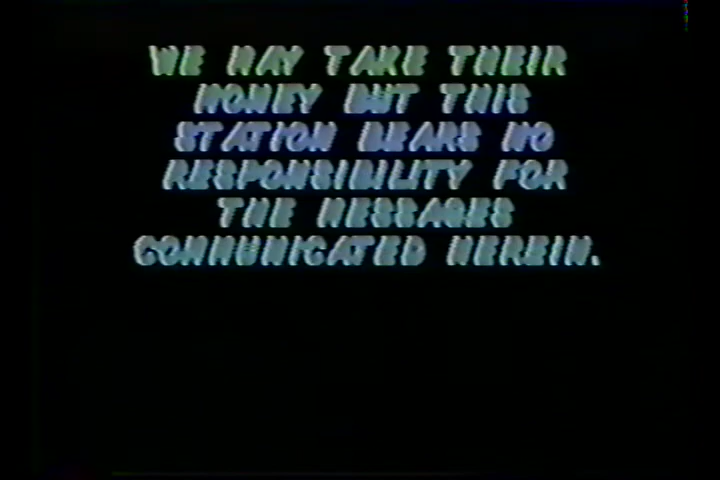 WE MAY TAKE THEIR
MONEY BUT THIS
STATION BEARS NO
RESPONSIBILITY FOR
THE MESSAGES
COMMUNICATED HEREIN.